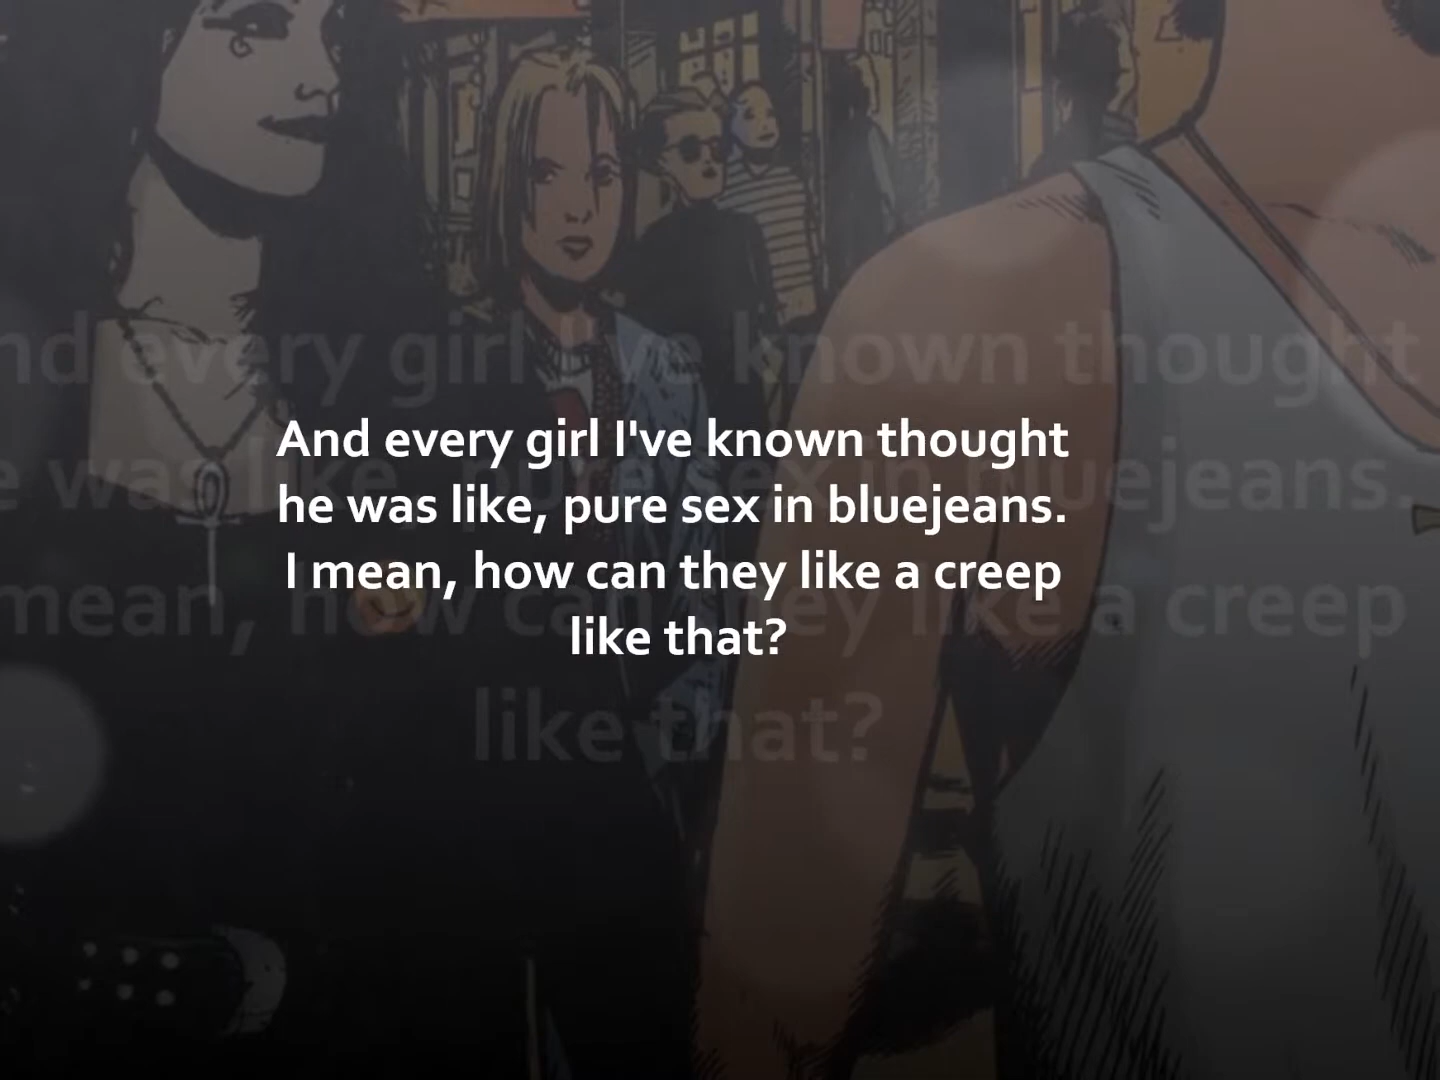 And every girl I've known thought
he was like, pure sex in bluejeans.
I mean, how can they like a creep
like that?